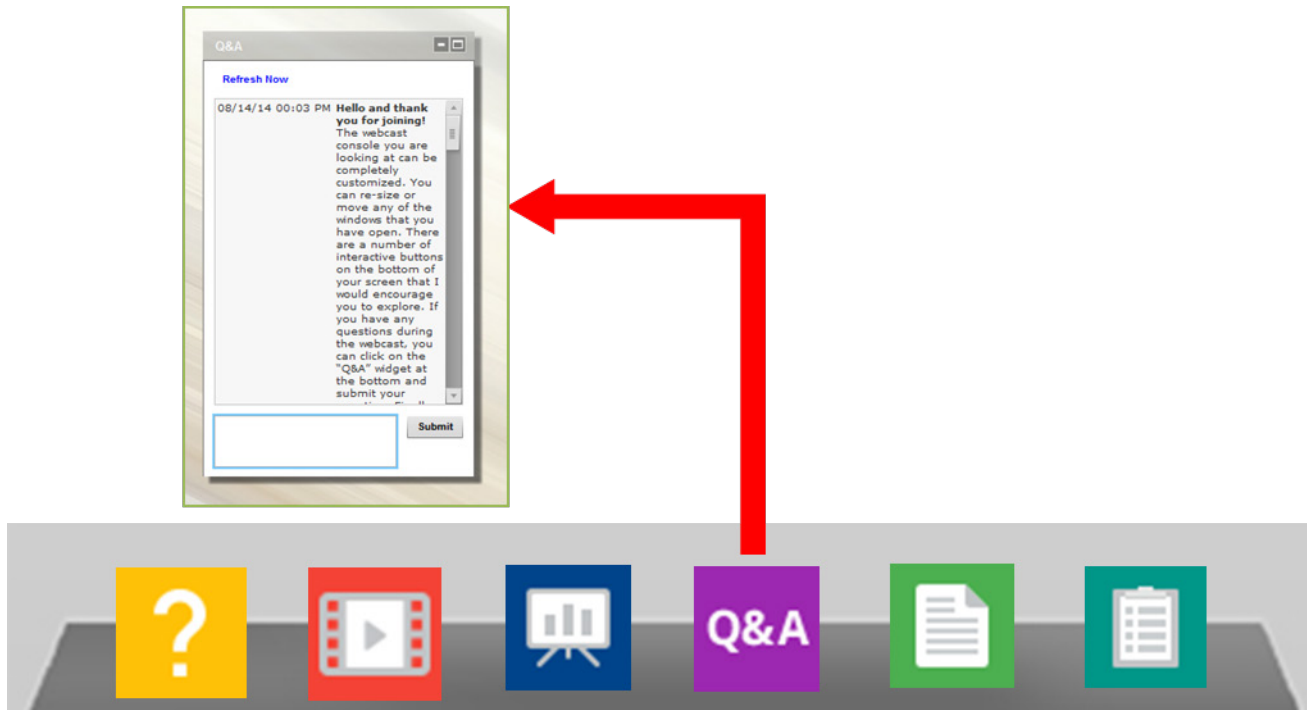 Q&A
Refresh Now
08/14/14 00:03 PM Hello and thank
you for joining!
The webcast
console you are
looking at can be
completely
customized. You
can re-size or
move any of the
windows that you
have open. There
are a number of
interactive buttons
on the bottom of
your screen that I
would encourage
you to explore. If
you have any
questions during
the webcast, you
can click on the
"Q&A" widget at
the bottom and
submit your
Submit
?
Q&A